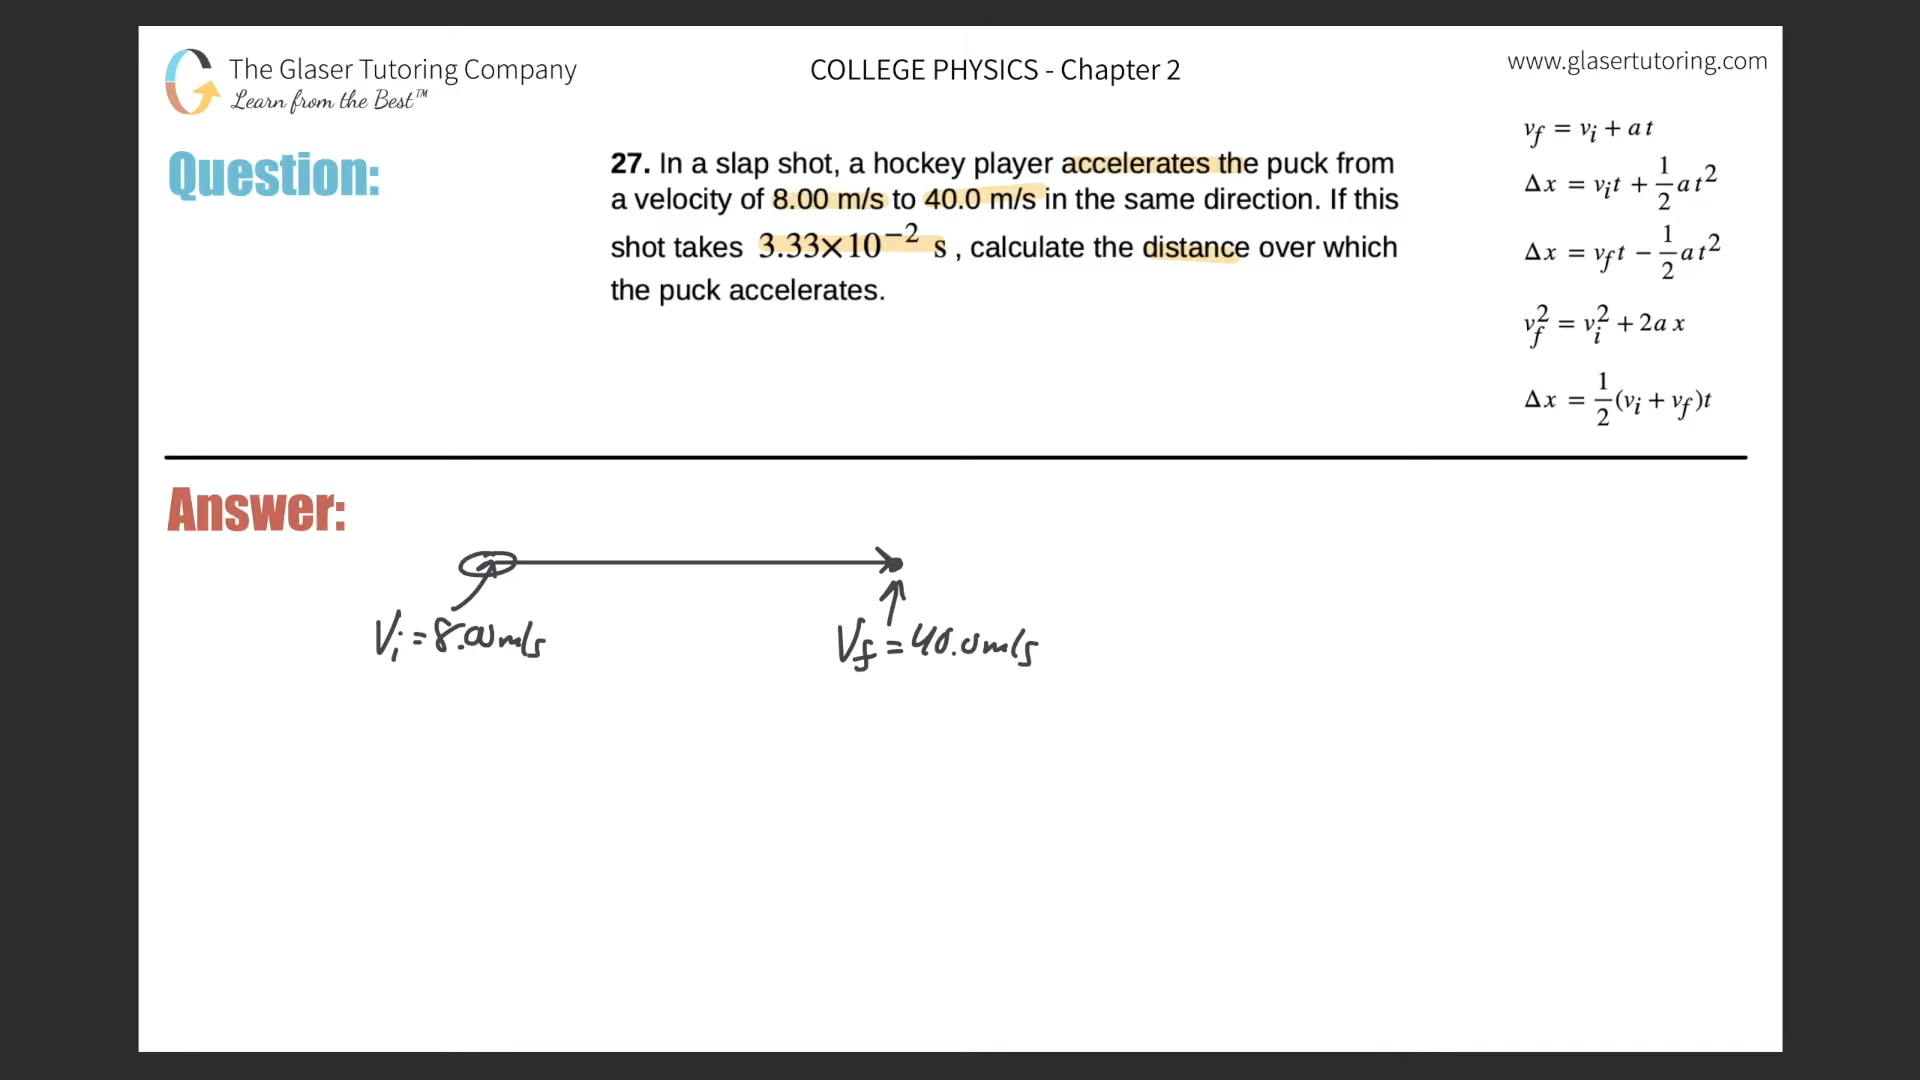 The Glaser Tutoring Company
Learn from the Best™
COLLEGE PHYSICS - Chapter 2
www.glasertutoring.com
Question:
27. In a slap shot, a hockey player accelerates the puck from
a velocity of 8.00 m/s to 40.0 m/s in the same direction. If this
shot takes 3.33×10⁻² s , calculate the distance over which
the puck accelerates.
v_f = v_i + a t
Δx = v_i t + 1/2 a t²
Δx = v_f t − 1/2 a t²
v_f² = v_i² + 2a x
Δx = 1/2 (v_i + v_f)t
Answer:
V_i = 8.00 m/s
V_f = 40.0 m/s